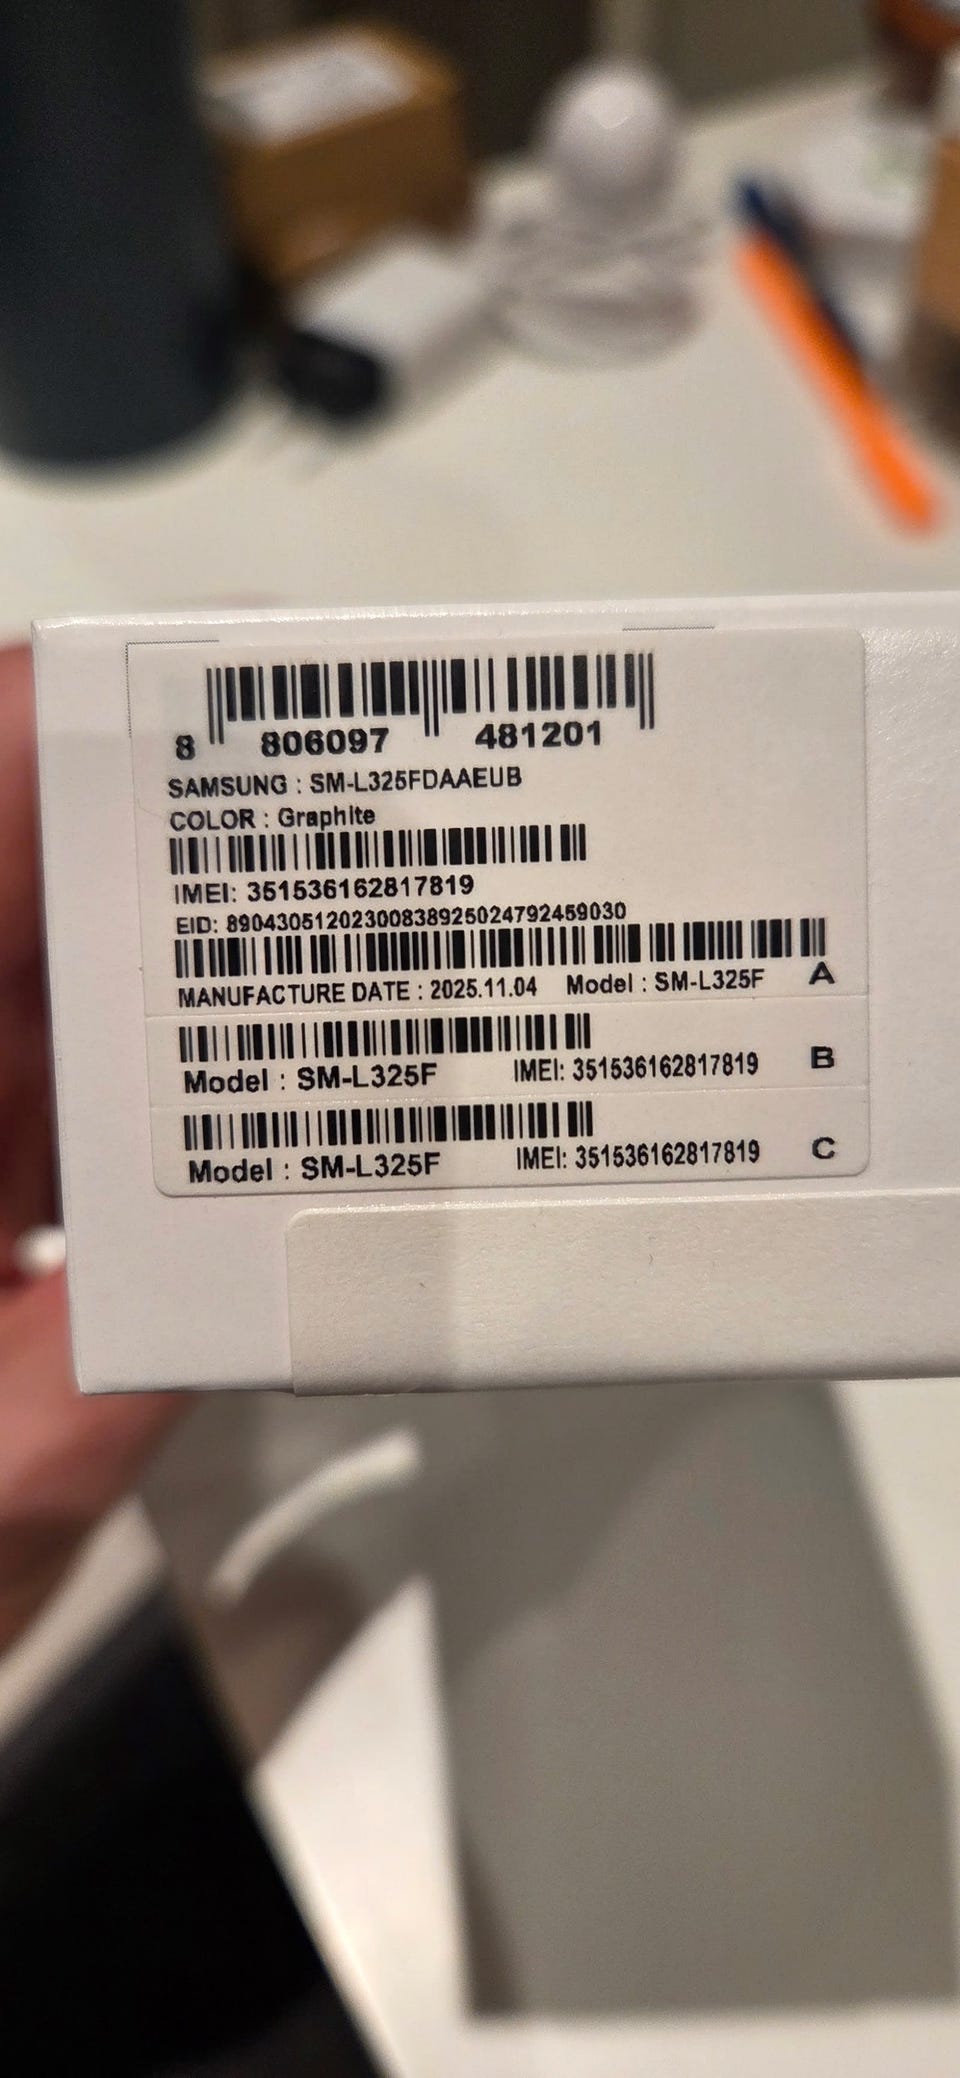 8 806097 481201
SAMSUNG : SM-L325FDAAEUB
COLOR : Graphite
IMEI: 351536162817819
EID: 89043051202300838925024792459030
MANUFACTURE DATE : 2025.11.04 Model : SM-L325F A
Model : SM-L325F IMEI: 351536162817819 B
Model : SM-L325F IMEI: 351536162817819 C